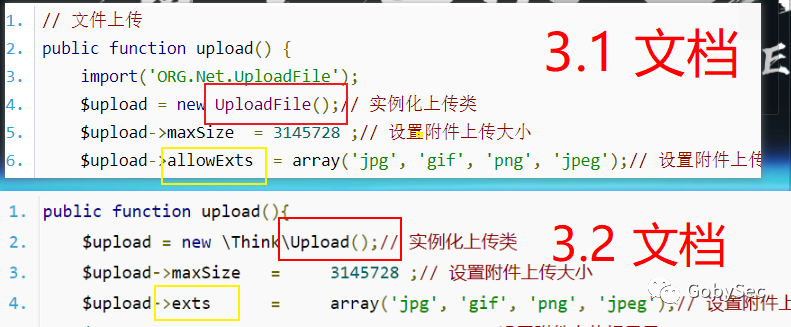 1. // 文件上传
2. public function upload() {
3. import('ORG.Net.UploadFile');
4. $upload = new UploadFile();// 实例化上传类
5. $upload->maxSize = 3145728 ;// 设置附件上传大小
6. $upload->allowExts = array('jpg', 'gif', 'png', 'jpeg');// 设置附件上传
3.1 文档
1. public function upload(){
2. $upload = new \Think\Upload();// 实例化上传类
3. $upload->maxSize = 3145728 ;// 设置附件上传大小
4. $upload->exts = array('jpg', 'gif', 'png', 'jpeg');// 设置附件上
3.2 文档
GobySec